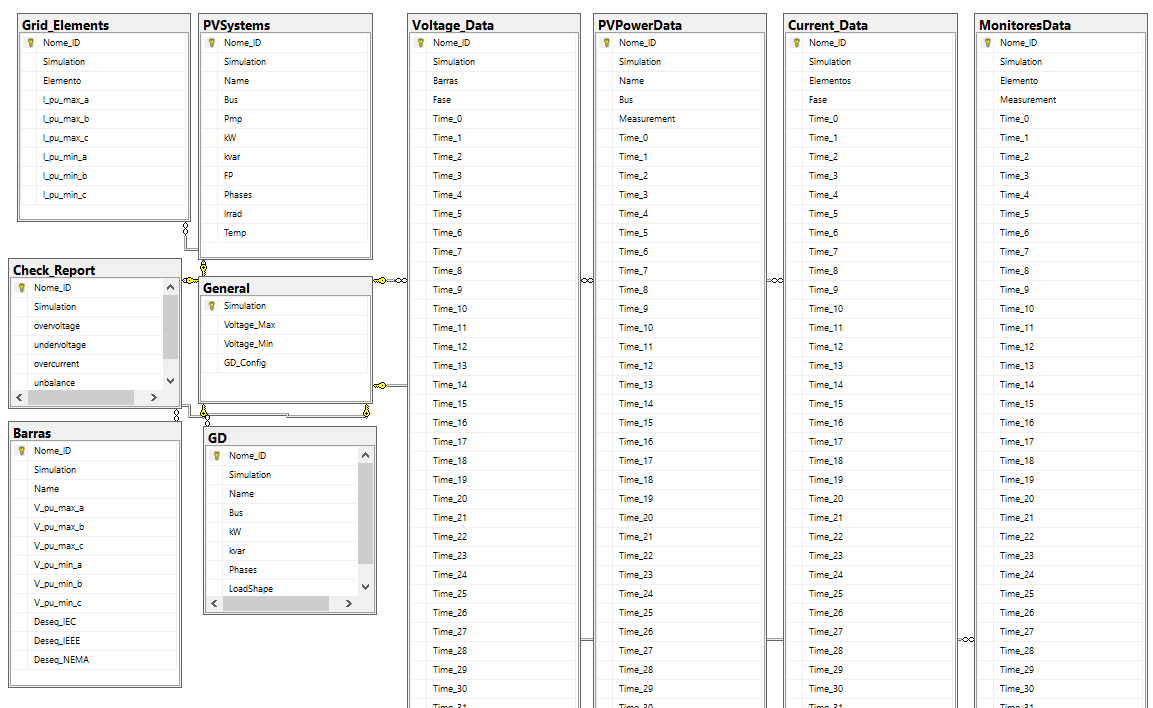 Grid_Elements
Nome_ID
Simulation
Elemento
I_pu_max_a
I_pu_max_b
I_pu_max_c
I_pu_min_a
I_pu_min_b
I_pu_min_c
PVSystems
Nome_ID
Simulation
Name
Bus
Pmp
kW
kvar
FP
Phases
Irrad
Temp
Check_Report
Nome_ID
Simulation
overvoltage
undervoltage
overcurrent
unbalance
General
Simulation
Voltage_Max
Voltage_Min
GD_Config
Barras
Nome_ID
Simulation
Name
V_pu_max_a
V_pu_max_b
V_pu_max_c
V_pu_min_a
V_pu_min_b
V_pu_min_c
Deseq_IEC
Deseq_IEEE
Deseq_NEMA
GD
Nome_ID
Simulation
Name
Bus
kW
kvar
Phases
LoadShape
Voltage_Data
Nome_ID
Simulation
Barras
Fase
Time_0
Time_1
Time_2
Time_3
Time_4
Time_5
Time_6
Time_7
Time_8
Time_9
Time_10
Time_11
Time_12
Time_13
Time_14
Time_15
Time_16
Time_17
Time_18
Time_19
Time_20
Time_21
Time_22
Time_23
Time_24
Time_25
Time_26
Time_27
Time_28
Time_29
Time_30
Time_31
PVPowerData
Nome_ID
Simulation
Name
Bus
Measurement
Time_0
Time_1
Time_2
Time_3
Time_4
Time_5
Time_6
Time_7
Time_8
Time_9
Time_10
Time_11
Time_12
Time_13
Time_14
Time_15
Time_16
Time_17
Time_18
Time_19
Time_20
Time_21
Time_22
Time_23
Time_24
Time_25
Time_26
Time_27
Time_28
Time_29
Time_30
Current_Data
Nome_ID
Simulation
Elementos
Fase
Time_0
Time_1
Time_2
Time_3
Time_4
Time_5
Time_6
Time_7
Time_8
Time_9
Time_10
Time_11
Time_12
Time_13
Time_14
Time_15
Time_16
Time_17
Time_18
Time_19
Time_20
Time_21
Time_22
Time_23
Time_24
Time_25
Time_26
Time_27
Time_28
Time_29
Time_30
Time_31
MonitoresData
Nome_ID
Simulation
Elemento
Measurement
Time_0
Time_1
Time_2
Time_3
Time_4
Time_5
Time_6
Time_7
Time_8
Time_9
Time_10
Time_11
Time_12
Time_13
Time_14
Time_15
Time_16
Time_17
Time_18
Time_19
Time_20
Time_21
Time_22
Time_23
Time_24
Time_25
Time_26
Time_27
Time_28
Time_29
Time_30
Time_31